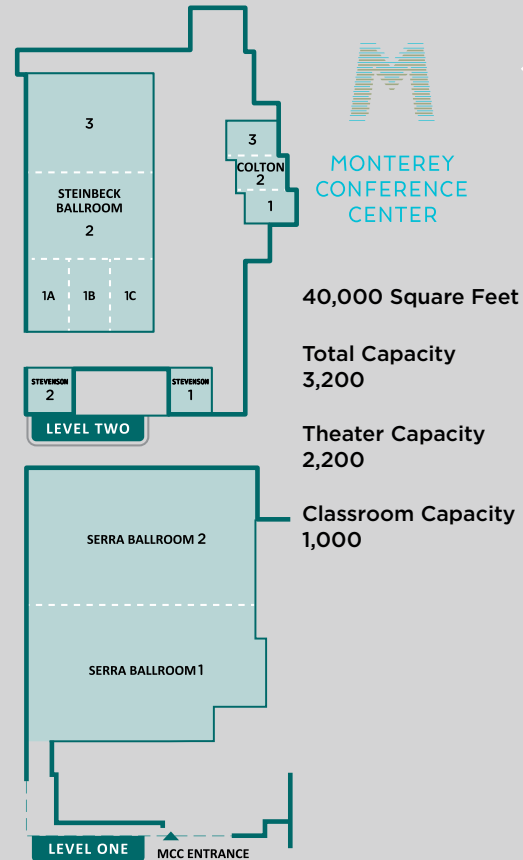 3
STEINBECK
BALLROOM
2
1A 1B 1C
3
COLTON
2
1
MONTEREY
CONFERENCE
CENTER
40,000 Square Feet
Total Capacity
3,200
Theater Capacity
2,200
Classroom Capacity
1,000
STEVENSON
2
STEVENSON
1
LEVEL TWO
SERRA BALLROOM 2
SERRA BALLROOM 1
LEVEL ONE
MCC ENTRANCE